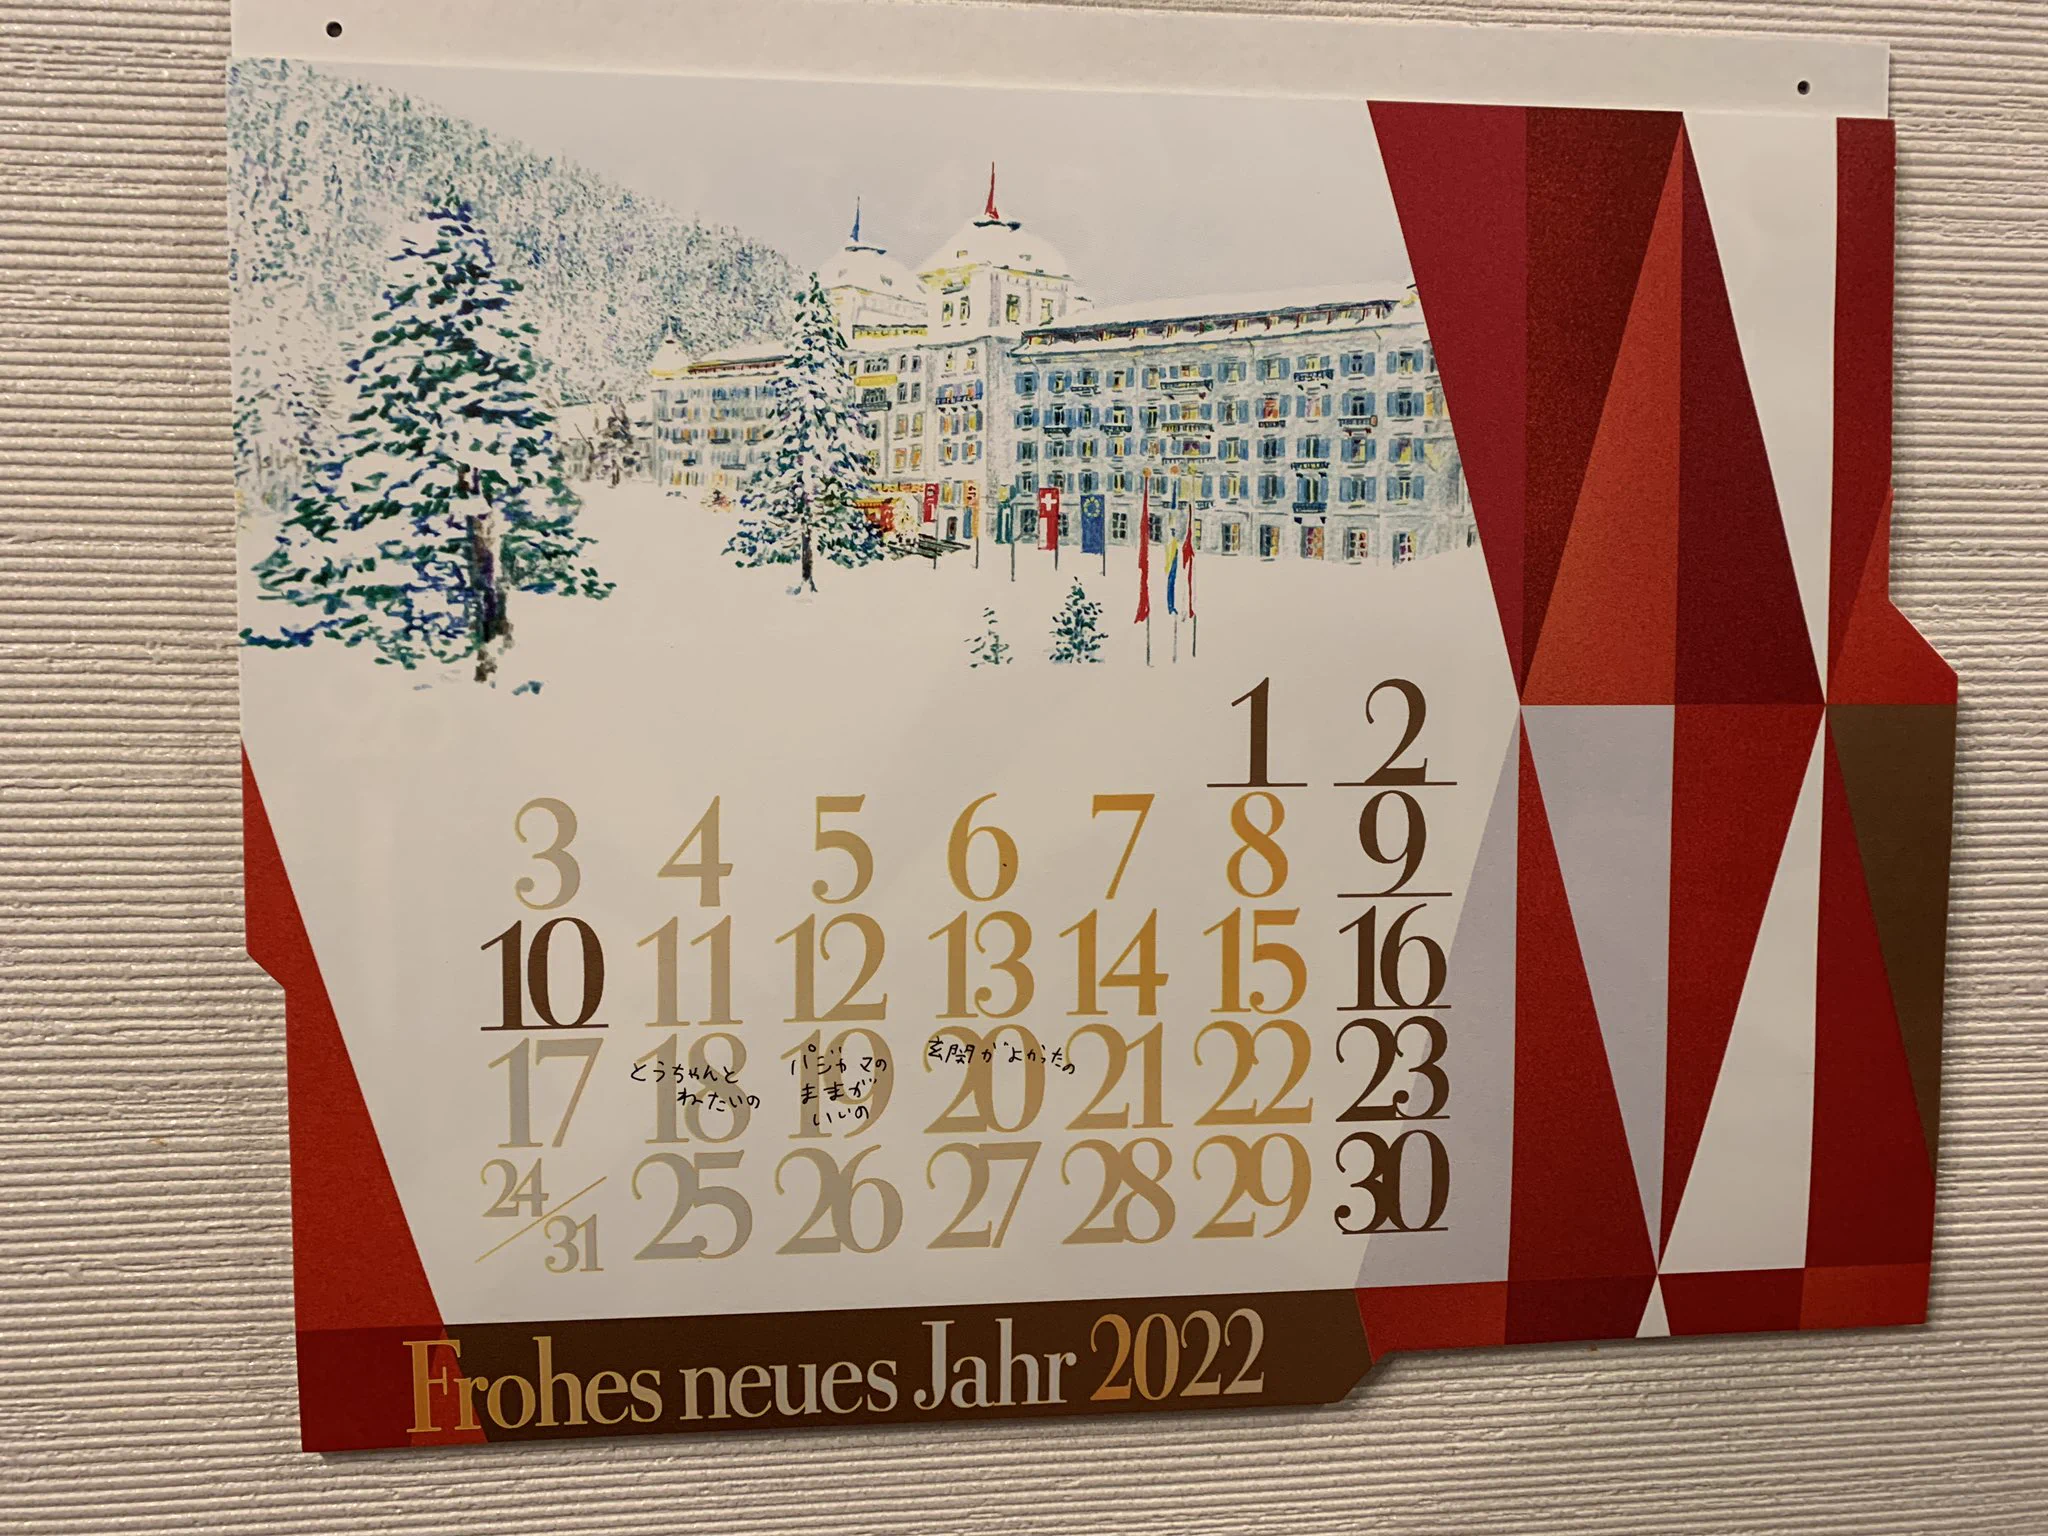 1 2
3 4 5 6 7 8 9
10 11 12 13 14 15 16
17 18 19 20 21 22 23
とうちゃんと
ねーたいの
パジャマの
ままが
いいの
玄関がよかったの
24/31 25 26 27 28 29 30
Frohes neues Jahr 2022